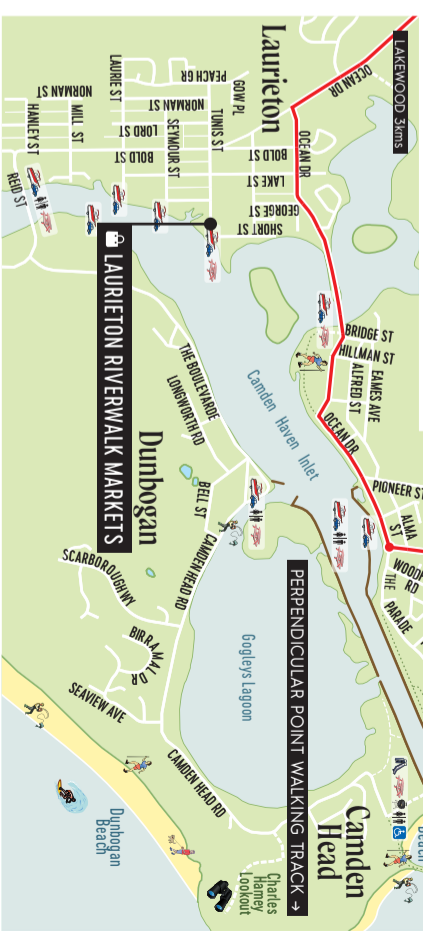 LAKEWOOD 3kms
OCEAN DR
Laurieton
PEACH GR
GOW PL
LAURIE ST
NORMAN ST
TUNIS ST
NORMAN ST
MILL ST
HANLEY ST
LORD ST
SEYMOUR ST
BOLD ST
BOLD ST
OCEAN DR
LAKE ST
GEORGE ST
SHORT ST
REID ST
LAURIETON RIVERWALK MARKETS
BRIDGE ST
HILLMAN ST
ALFRED ST
EAMES AVE
OCEAN DR
PIONEER ST
ALMA
ST
WOODF
RD
THE
PARADE
Camden Haven Inlet
THE BOULEVARDE
LONGWORTH RD
Dunbogan
BELL ST
CAMDEN HEAD RD
SCARBOROUGH WY
BIRRAMAL DR
SEAVIEW AVE
Gogleys Lagoon
PERPENDICULAR POINT WALKING TRACK →
CAMDEN HEAD RD
Camden
Head
Charles
Hamey
Lookout
Dunbogan
Beach
Beach